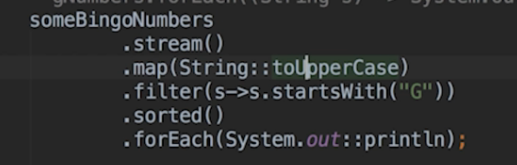 someBingoNumbers
.stream()
.map(String::toUpperCase)
.filter(s->s.startsWith("G"))
.sorted()
.forEach(System.out::println);